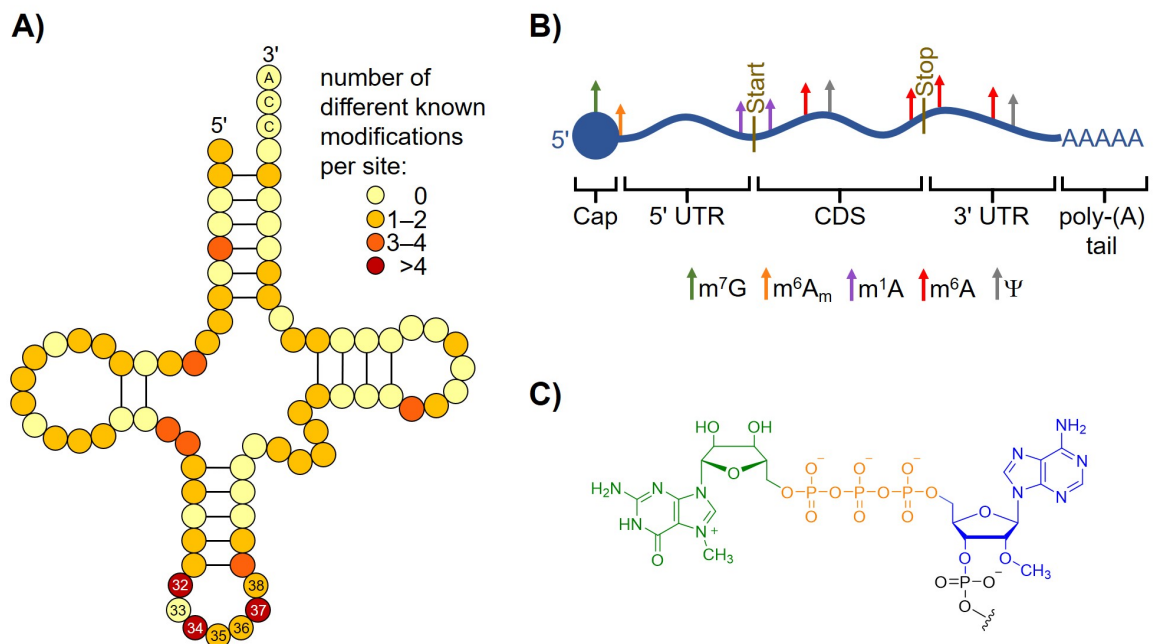 A)
3'
A
C
C
5'
number of
different known
modifications
per site:
0
1–2
3–4
>4
32
33
34
35
36
37
38
B)
Start
Stop
5'
AAAAA
Cap
5' UTR
CDS
3' UTR
poly-(A)
tail
m⁷G
m⁶Aₘ
m¹A
m⁶A
Ψ
C)
HO OH
H₂N N N
HN N⁺
O CH₃
O
O⁻ O⁻ O⁻
O P O P O P O
O O O
NH₂
N N
N N
O
O O
CH₃
O=P O⁻
O